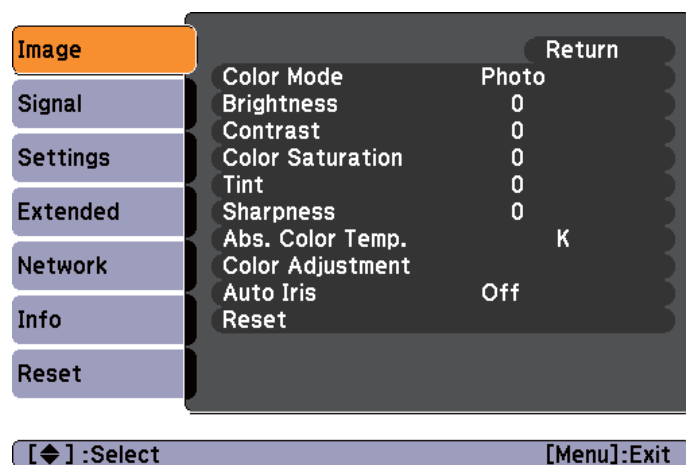 Image
Signal
Settings
Extended
Network
Info
Reset
Return
Color Mode Photo
Brightness 0
Contrast 0
Color Saturation 0
Tint 0
Sharpness 0
Abs. Color Temp. K
Color Adjustment
Auto Iris Off
Reset
[◆] :Select [Menu]:Exit